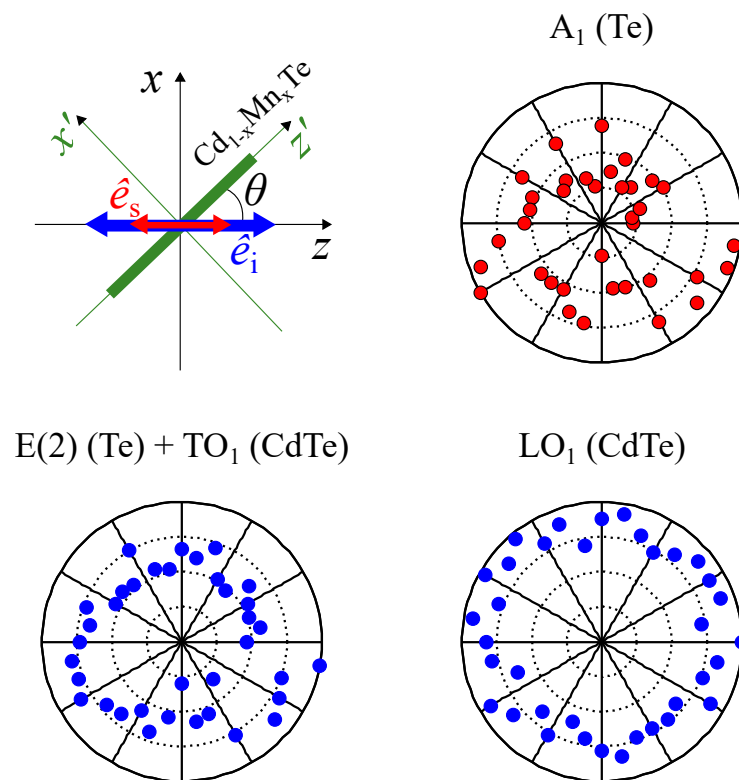 A₁ (Te)
x
x′
Cd₁₋ₓMnₓTe
z′
θ
êₛ
êᵢ
z
E(2) (Te) + TO₁ (CdTe)
LO₁ (CdTe)